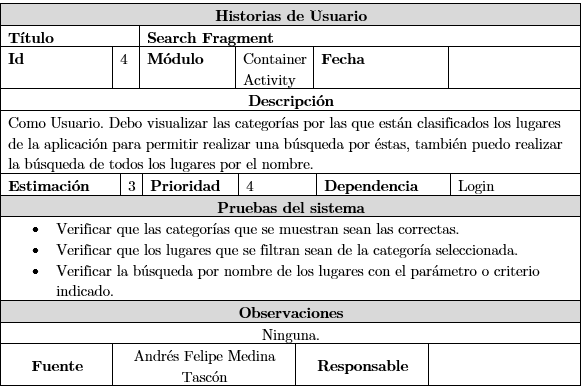 Historias de Usuario
Título Search Fragment
Id 4 Módulo Container Activity Fecha
Descripción
Como Usuario. Debo visualizar las categorías por las que están clasificados los lugares
de la aplicación para permitir realizar una búsqueda por éstas, también puedo realizar
la búsqueda de todos los lugares por el nombre.
Estimación 3 Prioridad 4 Dependencia Login
Pruebas del sistema
• Verificar que las categorías que se muestran sean las correctas.
• Verificar que los lugares que se filtran sean de la categoría seleccionada.
• Verificar la búsqueda por nombre de los lugares con el parámetro o criterio
indicado.
Observaciones
Ninguna.
Fuente Andrés Felipe Medina Tascón Responsable